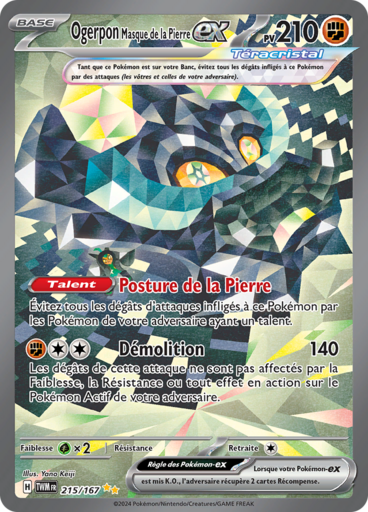 BASE Ogerpon Masque de la Pierre ex PV 210
Téracristal
Tant que ce Pokémon est sur votre Banc, évitez tous les dégâts infligés à ce Pokémon
par des attaques (les vôtres et celles de votre adversaire).
Talent Posture de la Pierre
Évitez tous les dégâts d'attaques infligés à ce Pokémon par
les Pokémon de votre adversaire ayant un talent.
Démolition 140
Les dégâts de cette attaque ne sont pas affectés par la
Faiblesse, la Résistance ou tout effet en action sur le
Pokémon Actif de votre adversaire.
Faiblesse ×2 Résistance Retraite
Illus. Yano Keiji
Règle des Pokémon-ex Lorsque votre Pokémon-ex
est mis K.O., l'adversaire récupère 2 cartes Récompense.
H TWM FR 215/167
©2024 Pokémon/Nintendo/Creatures/GAME FREAK